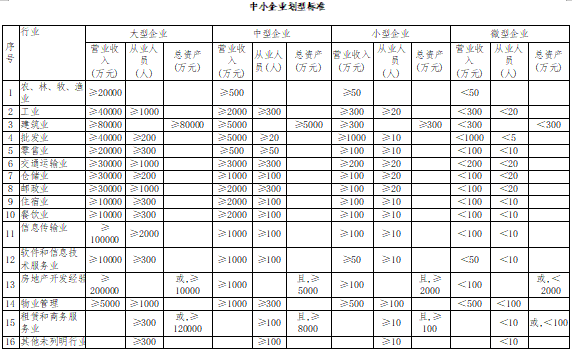 中小企业划型标准
序号 行业 大型企业 中型企业 小型企业 微型企业
营业收入(万元) 从业人员(人) 总资产(万元) 营业收入(万元) 从业人员(人) 总资产(万元) 营业收入(万元) 从业人员(人) 总资产(万元) 营业收入(万元) 从业人员(人) 总资产(万元)
1 农、林、牧、渔业 ≥20000 ≥500 ≥50 <50
2 工业 ≥40000 ≥1000 ≥2000 ≥300 ≥300 ≥20 <300 <20
3 建筑业 ≥80000 ≥80000 ≥5000 ≥5000 ≥300 ≥300 <300 <300
4 批发业 ≥40000 ≥200 ≥5000 ≥20 ≥1000 ≥10 <1000 <5
5 零售业 ≥20000 ≥300 ≥500 ≥50 ≥100 ≥10 <100 <10
6 交通运输业 ≥30000 ≥1000 ≥3000 ≥300 ≥200 ≥20 <200 <20
7 仓储业 ≥30000 ≥200 ≥1000 ≥100 ≥100 ≥20 <100 <20
8 邮政业 ≥30000 ≥1000 ≥2000 ≥300 ≥100 ≥20 <100 <20
9 住宿业 ≥10000 ≥300 ≥2000 ≥100 ≥100 ≥10 <100 <10
10 餐饮业 ≥10000 ≥300 ≥2000 ≥100 ≥100 ≥10 <100 <10
11 信息传输业 ≥100000 ≥2000 ≥1000 ≥100 ≥100 ≥10 <100 <10
12 软件和信息技术服务业 ≥10000 ≥300 ≥1000 ≥100 ≥50 ≥10 <50 <10
13 房地产开发经营 ≥200000 或,≥10000 ≥1000 且,≥5000 ≥100 且,≥2000 <100 或,<2000
14 物业管理 ≥5000 ≥1000 ≥1000 ≥300 ≥500 ≥100 <500 <100
15 租赁和商务服务业 ≥300 或,≥120000 ≥100 且,≥8000 ≥10 且,≥100 <10 或,<100
16 其他未列明行业 ≥300 ≥100 ≥10 <10